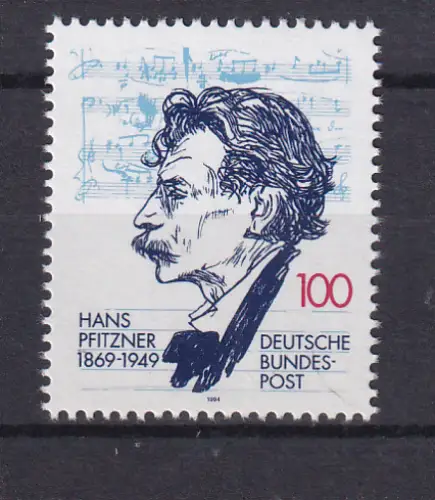 100
HANS
PFITZNER
1869-1949
DEUTSCHE
BUNDES-
POST
1994